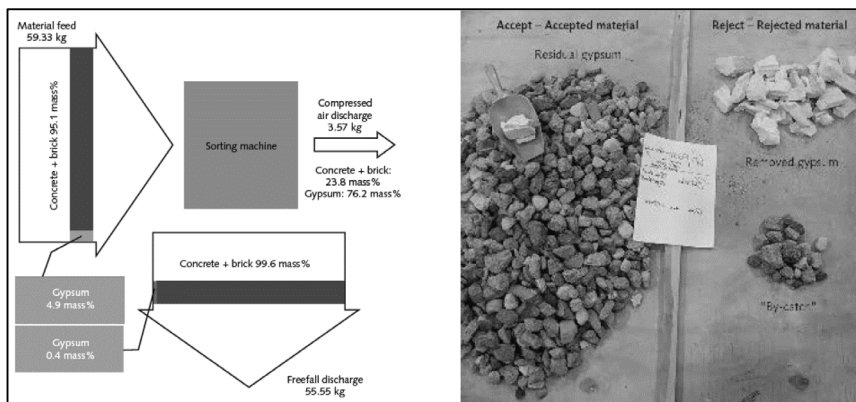 Material feed
59.33 kg
Concrete + brick 95.1 mass%
Sorting machine
Compressed
air discharge
3.57 kg
Concrete + brick:
23.8 mass%
Gypsum: 76.2 mass%
Concrete + brick 99.6 mass%
Gypsum
4.9 mass%
Gypsum
0.4 mass%
Freefall discharge
55.55 kg
Accept – Accepted material
Residual gypsum
Reject – Rejected material
Removed gypsum
"By-catch"